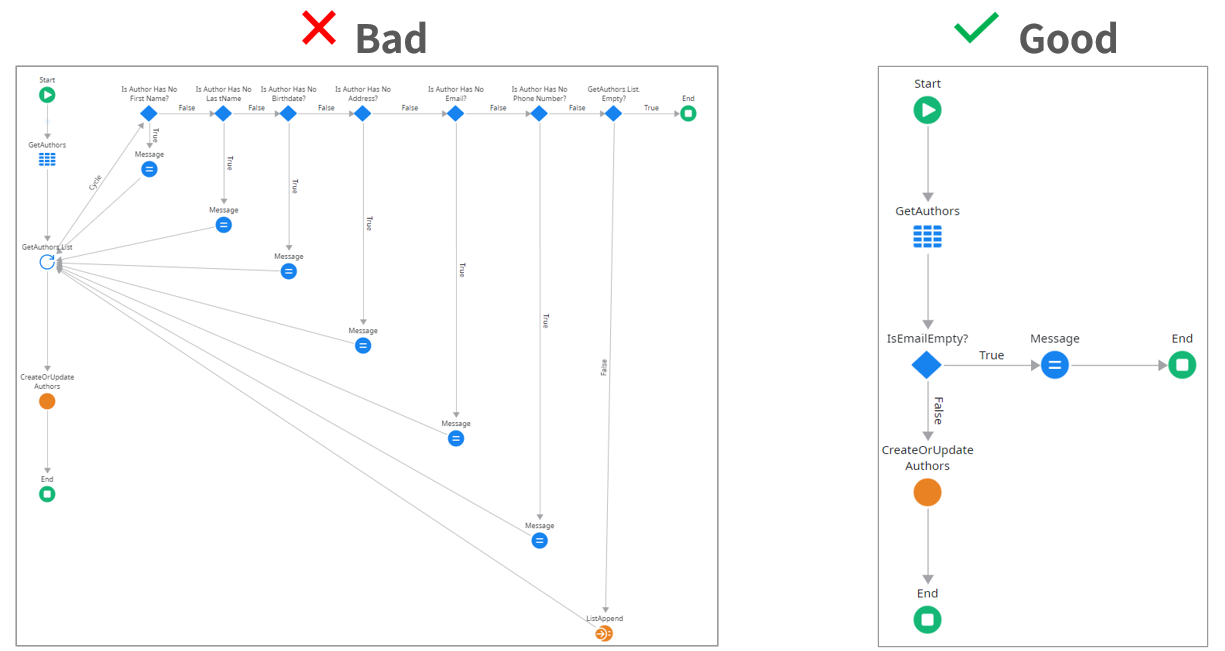 Bad
Good
Start
GetAuthors
GetAuthors.List
Cycle
CreateOrUpdate
Authors
End
Is Author Has No
First Name?
True
Message
False
Is Author Has No
Las tName
True
Message
False
Is Author Has No
Birthdate?
True
Message
False
Is Author Has No
Address?
True
Message
False
Is Author Has No
Email?
True
Message
False
Is Author Has No
Phone Number?
True
Message
False
GetAuthors.List.
Empty?
False
ListAppend
True
End
Start
GetAuthors
IsEmailEmpty?
True
Message
End
False
CreateOrUpdate
Authors
End